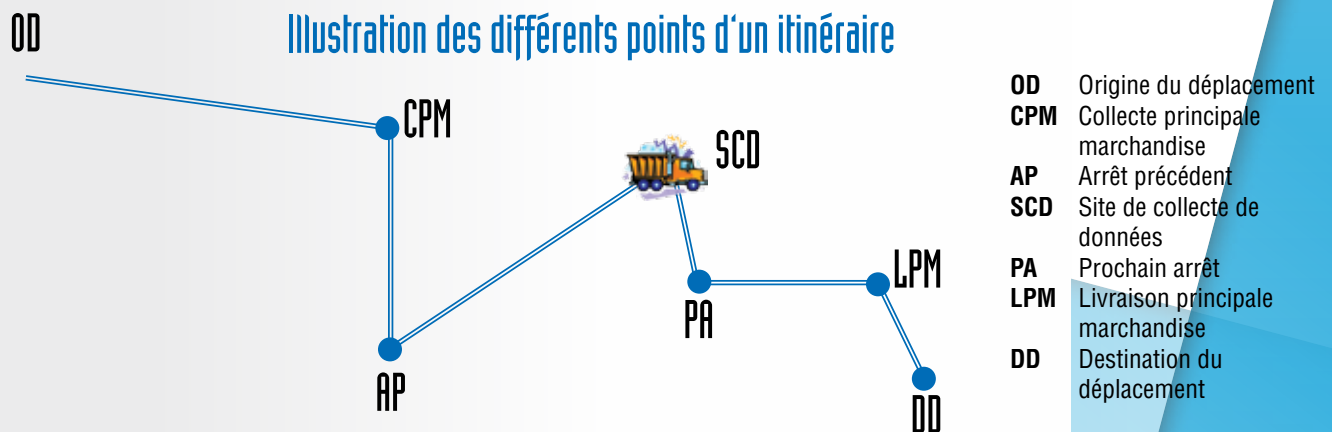 OD
Illustration des différents points d'un itinéraire
CPM
SCD
LPM
PA
AP
DD
OD Origine du déplacement
CPM Collecte principale
marchandise
AP Arrêt précédent
SCD Site de collecte de
données
PA Prochain arrêt
LPM Livraison principale
marchandise
DD Destination du
déplacement